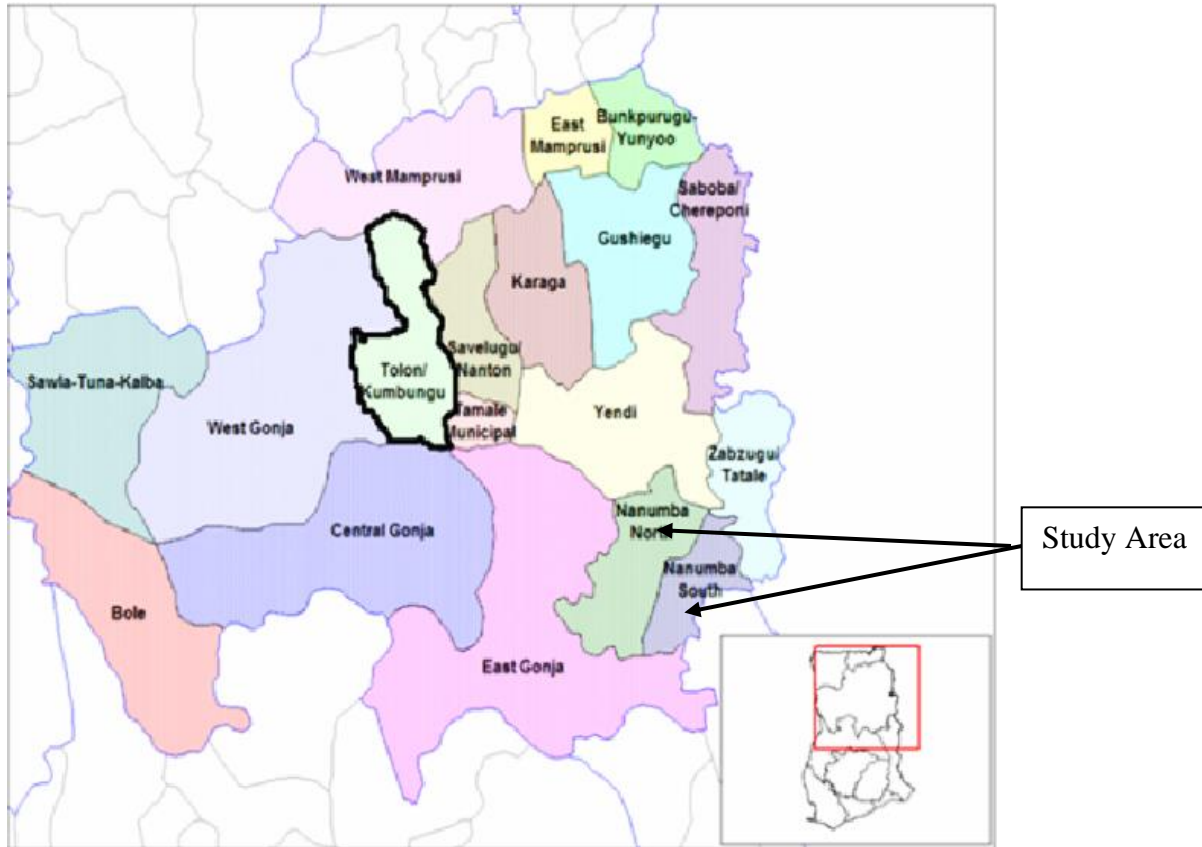 East
Mamprusi
Bunkpurugu-
Yunyoo
West Mamprusi
Saboba/
Chereponi
Gushiegu
Karaga
Savelugu/
Nanton
Tolon/
Kumbungu
Sawla-Tuna-Kalba
West Gonja
Tamale
Municipal
Yendi
Zabzugu/
Tatale
Nanumba
North
Central Gonja
Study Area
Nanumba
South
Bole
East Gonja